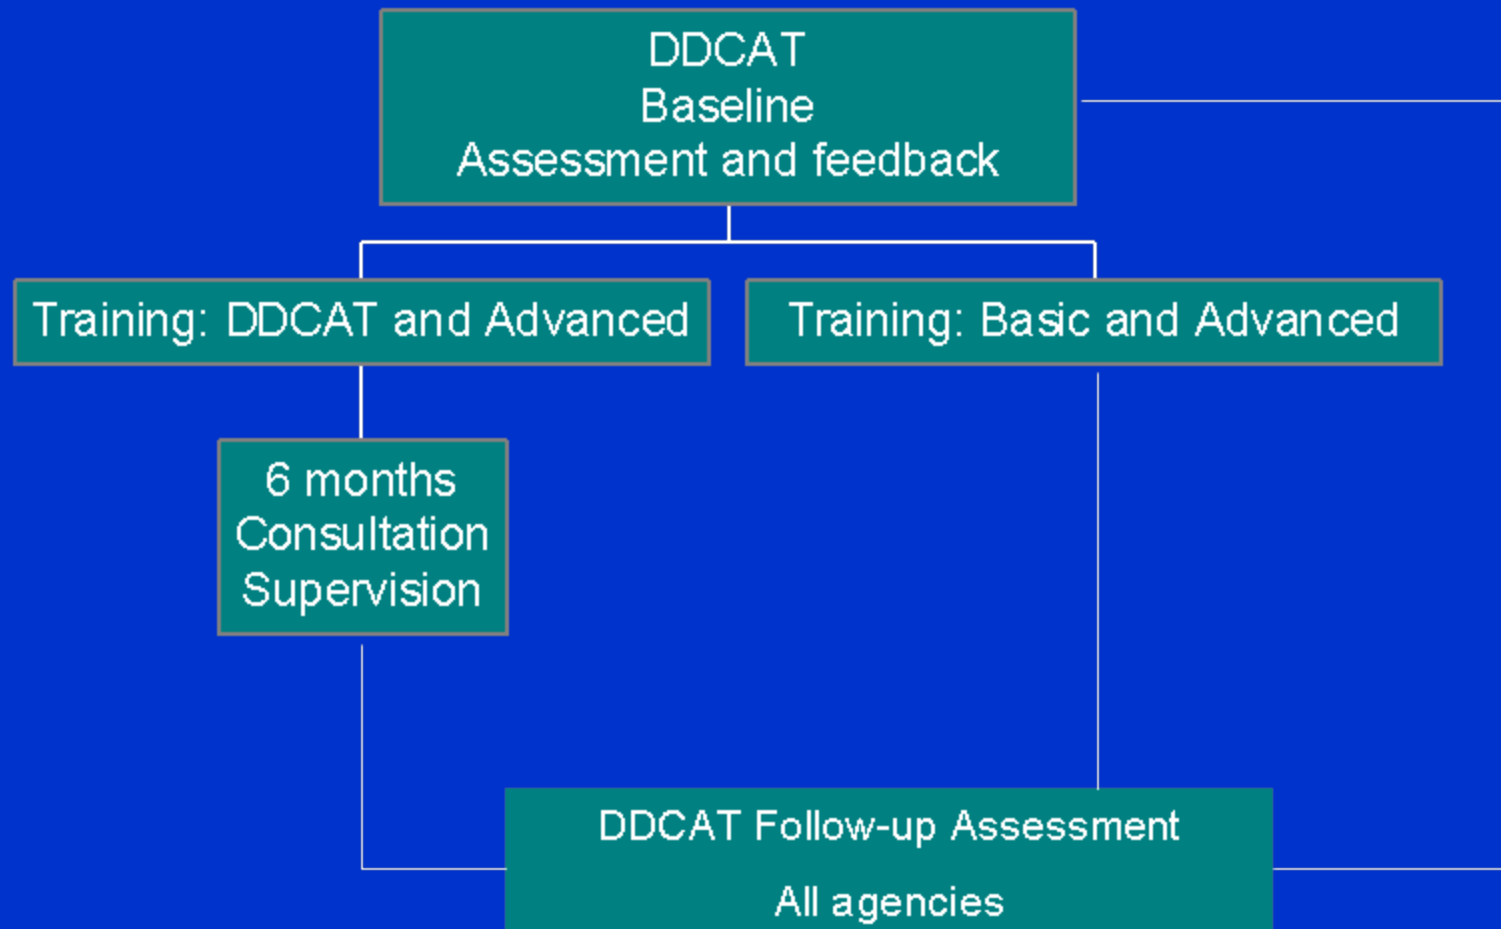 DDCAT
Baseline
Assessment and feedback
Training: DDCAT and Advanced
Training: Basic and Advanced
6 months
Consultation
Supervision
DDCAT Follow-up Assessment
All agencies